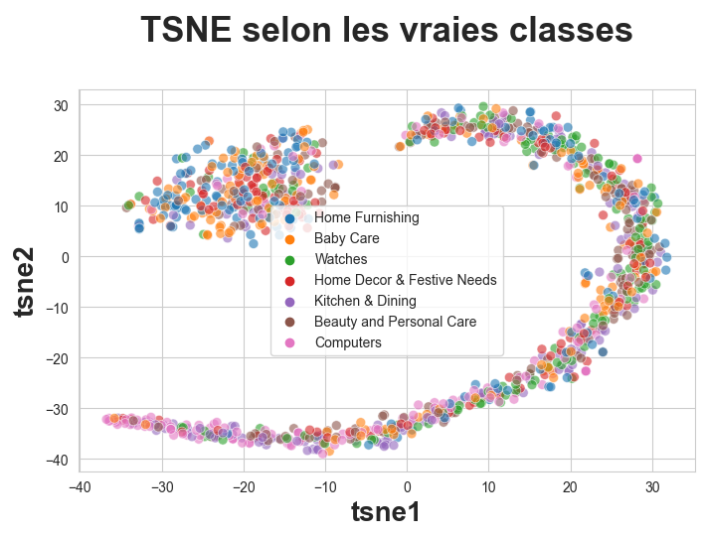 TSNE selon les vraies classes
30
20
10
0
−10
−20
−30
−40
tsne2
Home Furnishing
Baby Care
Watches
Home Decor & Festive Needs
Kitchen & Dining
Beauty and Personal Care
Computers
−40 −30 −20 −10 0 10 20 30
tsne1